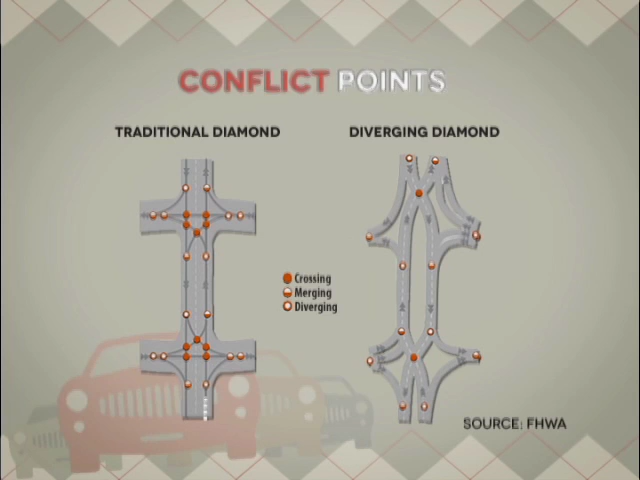 CONFLICT POINTS
TRADITIONAL DIAMOND
DIVERGING DIAMOND
Crossing
Merging
Diverging
SOURCE: FHWA